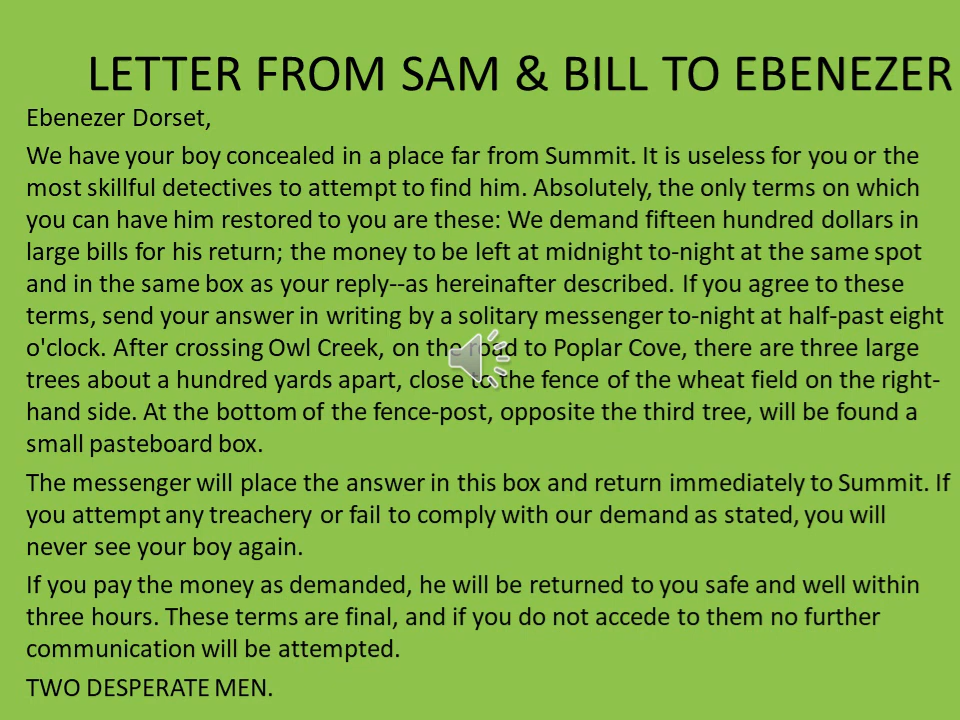 LETTER FROM SAM & BILL TO EBENEZER
Ebenezer Dorset,
We have your boy concealed in a place far from Summit. It is useless for you or the
most skillful detectives to attempt to find him. Absolutely, the only terms on which
you can have him restored to you are these: We demand fifteen hundred dollars in
large bills for his return; the money to be left at midnight to-night at the same spot
and in the same box as your reply--as hereinafter described. If you agree to these
terms, send your answer in writing by a solitary messenger to-night at half-past eight
o'clock. After crossing Owl Creek, on the road to Poplar Cove, there are three large
trees about a hundred yards apart, close to the fence of the wheat field on the right-
hand side. At the bottom of the fence-post, opposite the third tree, will be found a
small pasteboard box.
The messenger will place the answer in this box and return immediately to Summit. If
you attempt any treachery or fail to comply with our demand as stated, you will
never see your boy again.
If you pay the money as demanded, he will be returned to you safe and well within
three hours. These terms are final, and if you do not accede to them no further
communication will be attempted.
TWO DESPERATE MEN.